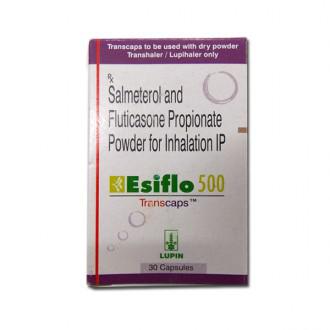 Transcaps to be used with dry powder
Transhaler / Lupihaler only
Rx
Salmeterol and
Fluticasone Propionate
Powder for Inhalation IP
Esiflo 500
Transcaps™
LUPIN
30 Capsules